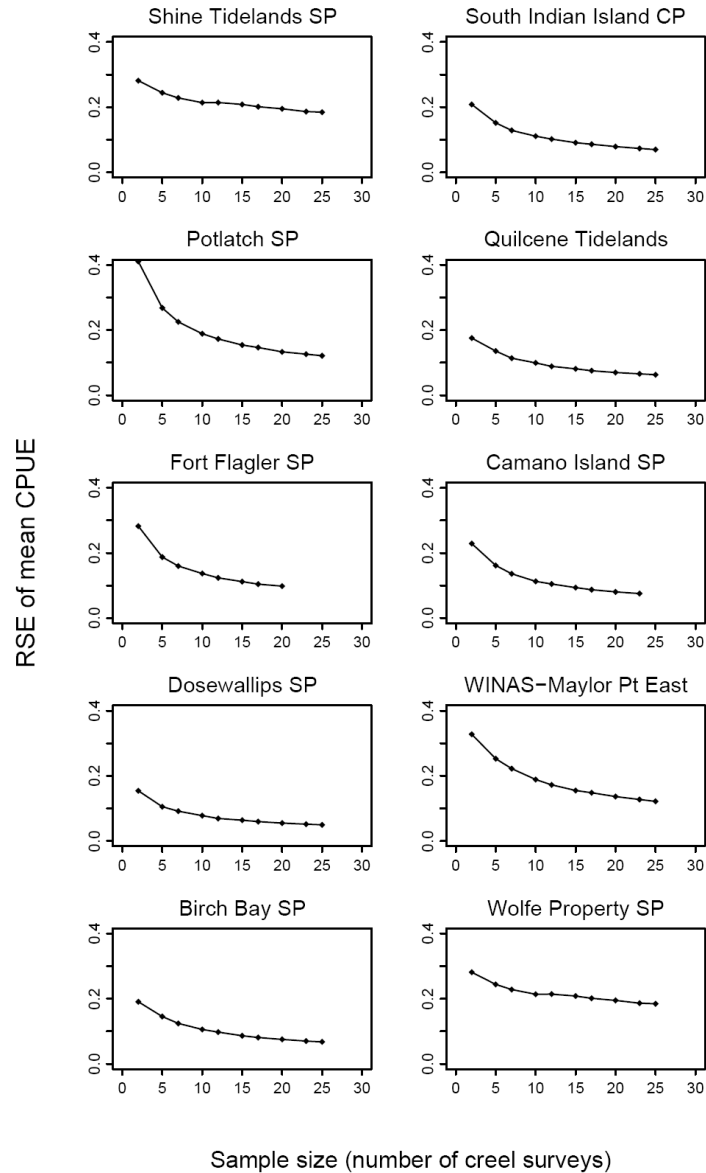 Shine Tidelands SP
0.4
0.2
0.0
0 5 10 15 20 25 30
South Indian Island CP
0.4
0.2
0.0
0 5 10 15 20 25 30
Potlatch SP
0.4
0.2
0.0
0 5 10 15 20 25 30
Quilcene Tidelands
0.4
0.2
0.0
0 5 10 15 20 25 30
Fort Flagler SP
0.4
0.2
0.0
0 5 10 15 20 25 30
Camano Island SP
0.4
0.2
0.0
0 5 10 15 20 25 30
Dosewallips SP
0.4
0.2
0.0
0 5 10 15 20 25 30
WINAS−Maylor Pt East
0.4
0.2
0.0
0 5 10 15 20 25 30
Birch Bay SP
0.4
0.2
0.0
0 5 10 15 20 25 30
Wolfe Property SP
0.4
0.2
0.0
0 5 10 15 20 25 30
RSE of mean CPUE
Sample size (number of creel surveys)